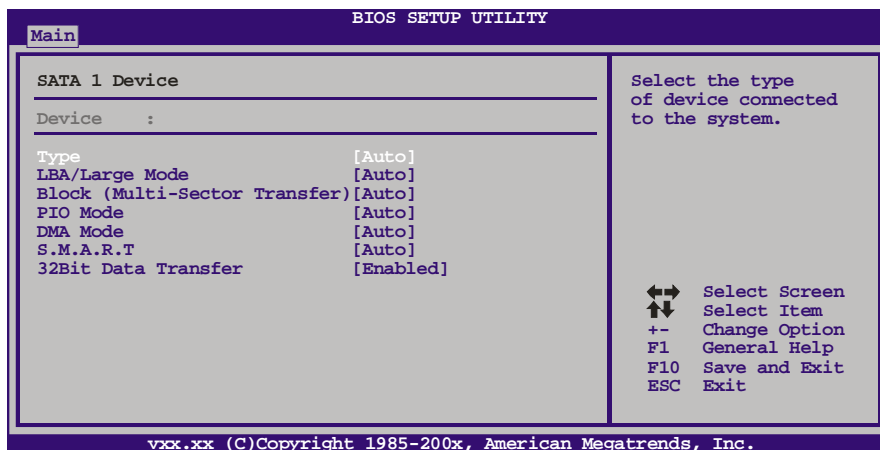 BIOS SETUP UTILITY
Main
SATA 1 Device
Device :
Type [Auto]
LBA/Large Mode [Auto]
Block (Multi-Sector Transfer)[Auto]
PIO Mode [Auto]
DMA Mode [Auto]
S.M.A.R.T [Auto]
32Bit Data Transfer [Enabled]
Select the type
of device connected
to the system.
Select Screen
Select Item
+- Change Option
F1 General Help
F10 Save and Exit
ESC Exit
vxx.xx (C)Copyright 1985-200x, American Megatrends, Inc.